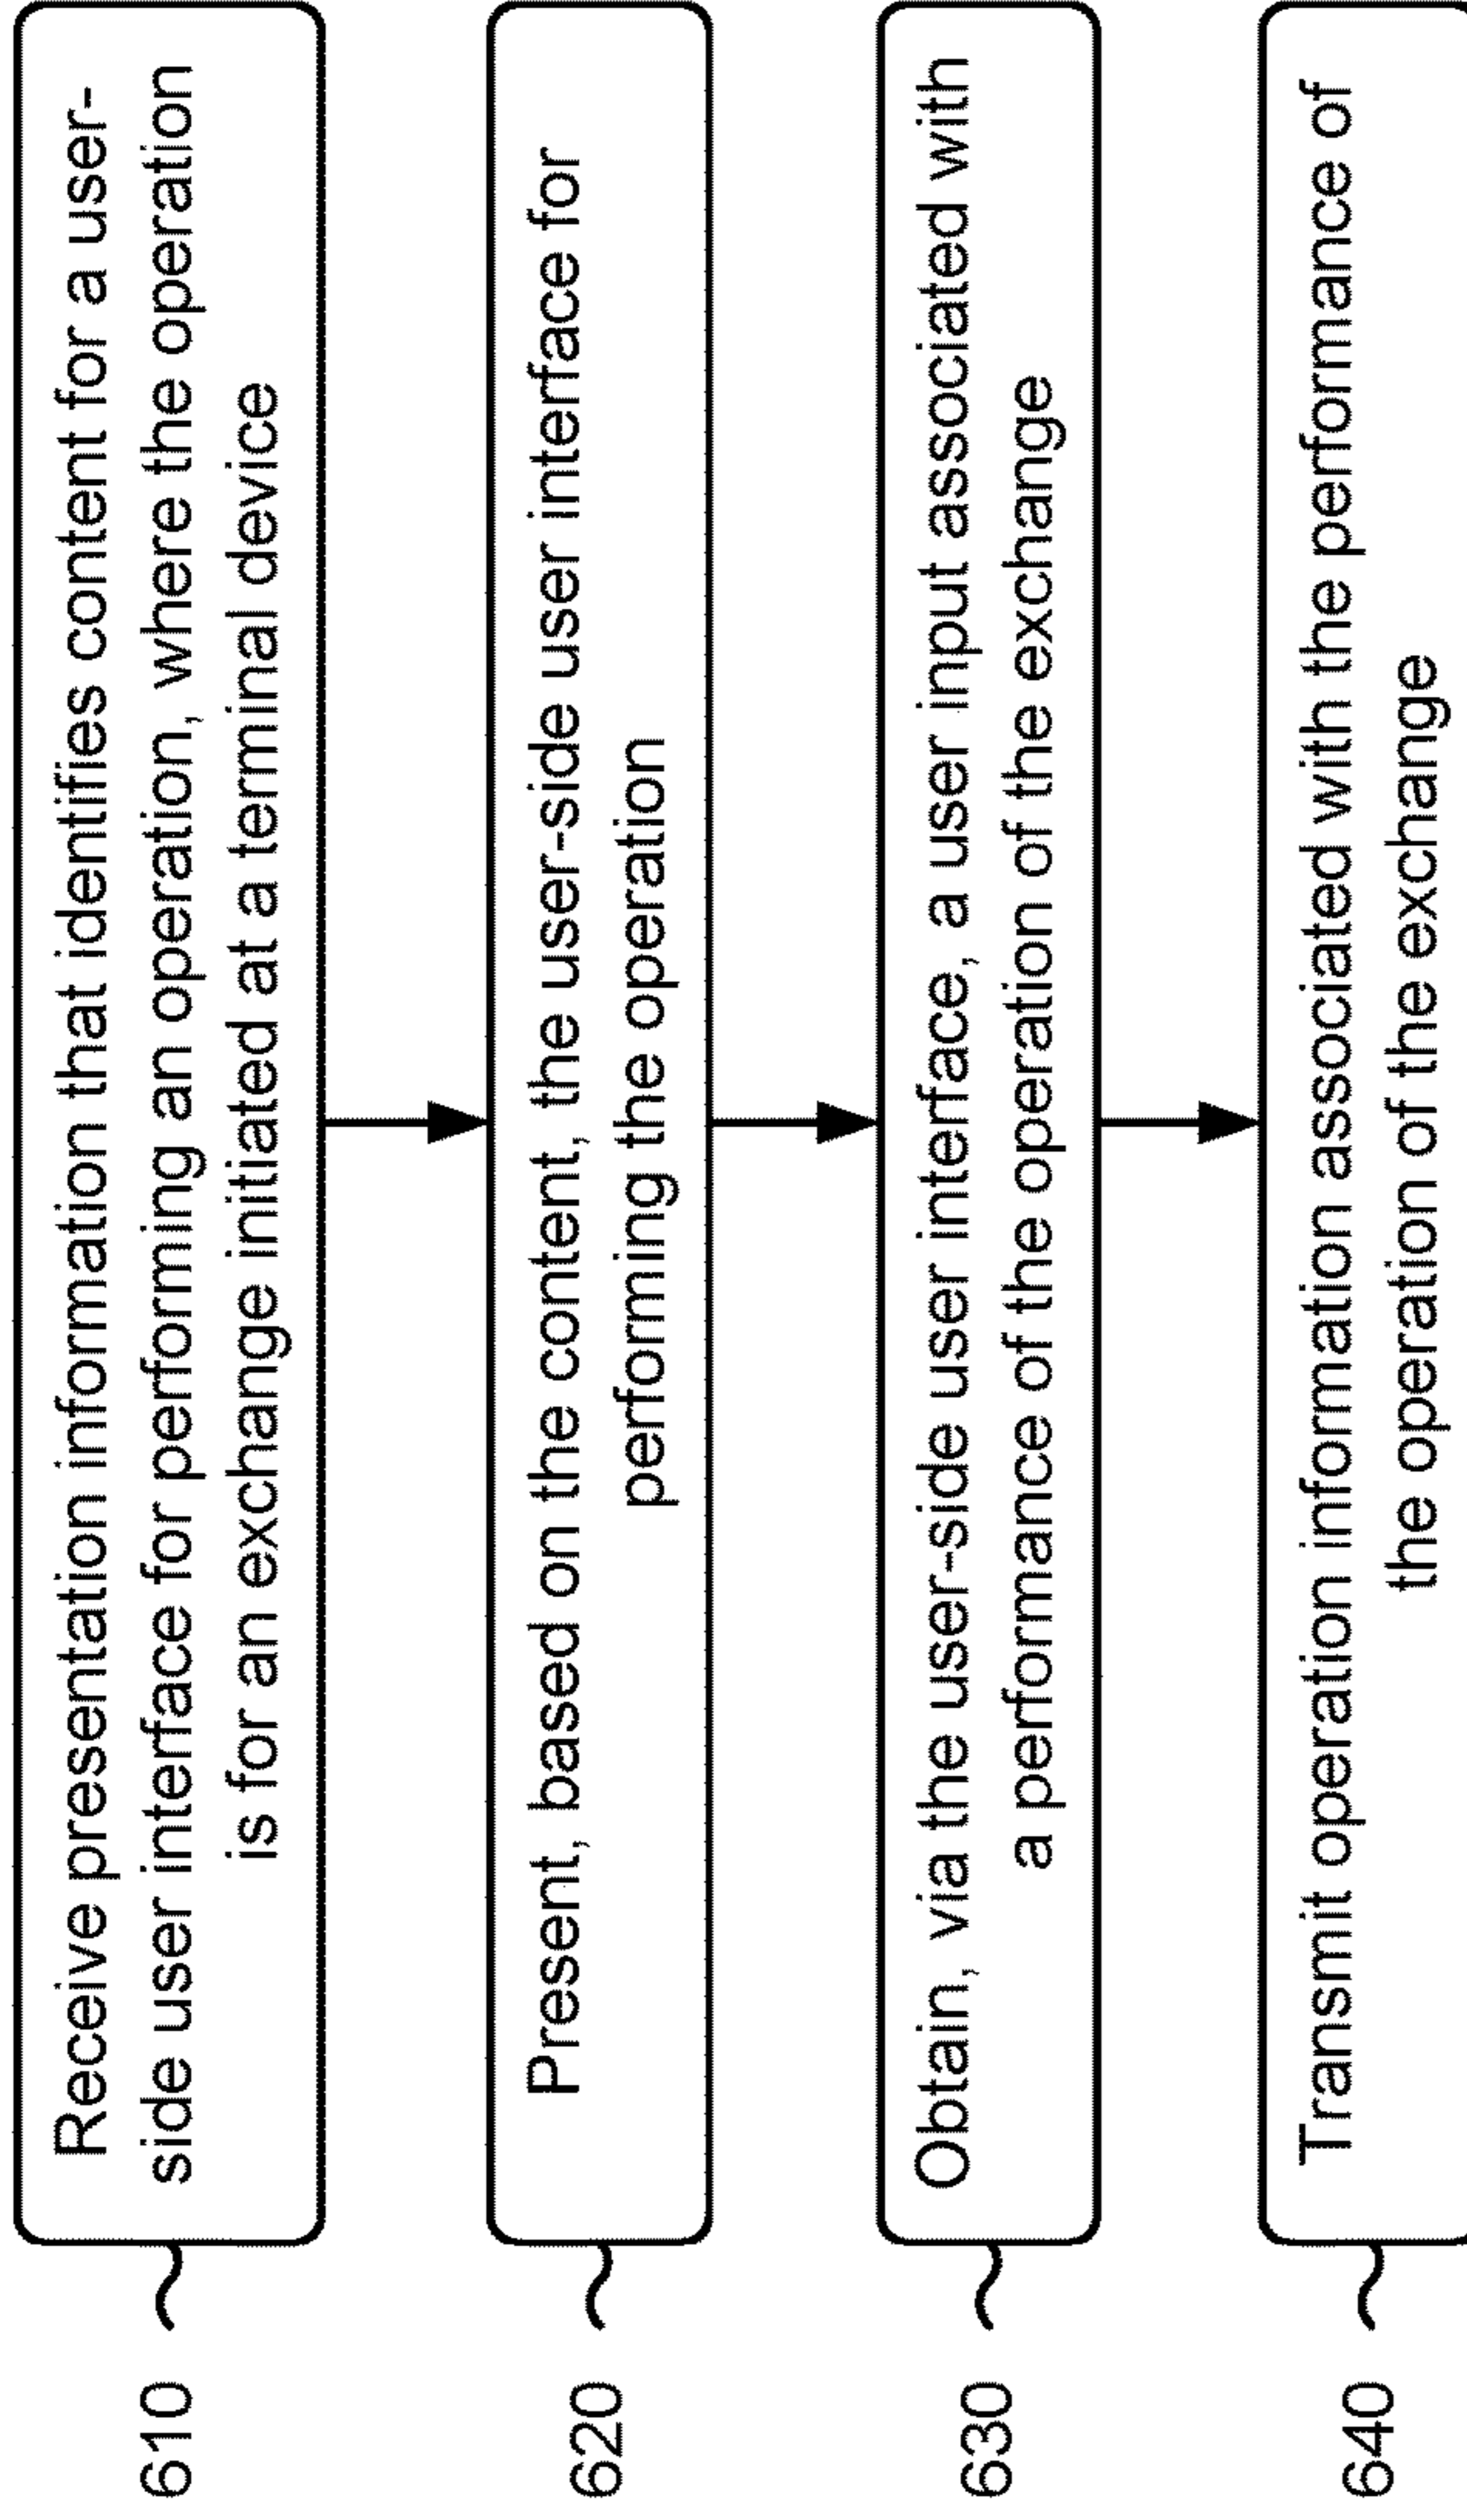 610
Receive presentation information that identifies content for a user-
side user interface for performing an operation, where the operation
is for an exchange initiated at a terminal device
620
Present, based on the content, the user-side user interface for
performing the operation
630
Obtain, via the user-side user interface, a user input associated with
a performance of the operation of the exchange
640
Transmit operation information associated with the performance of
the operation of the exchange